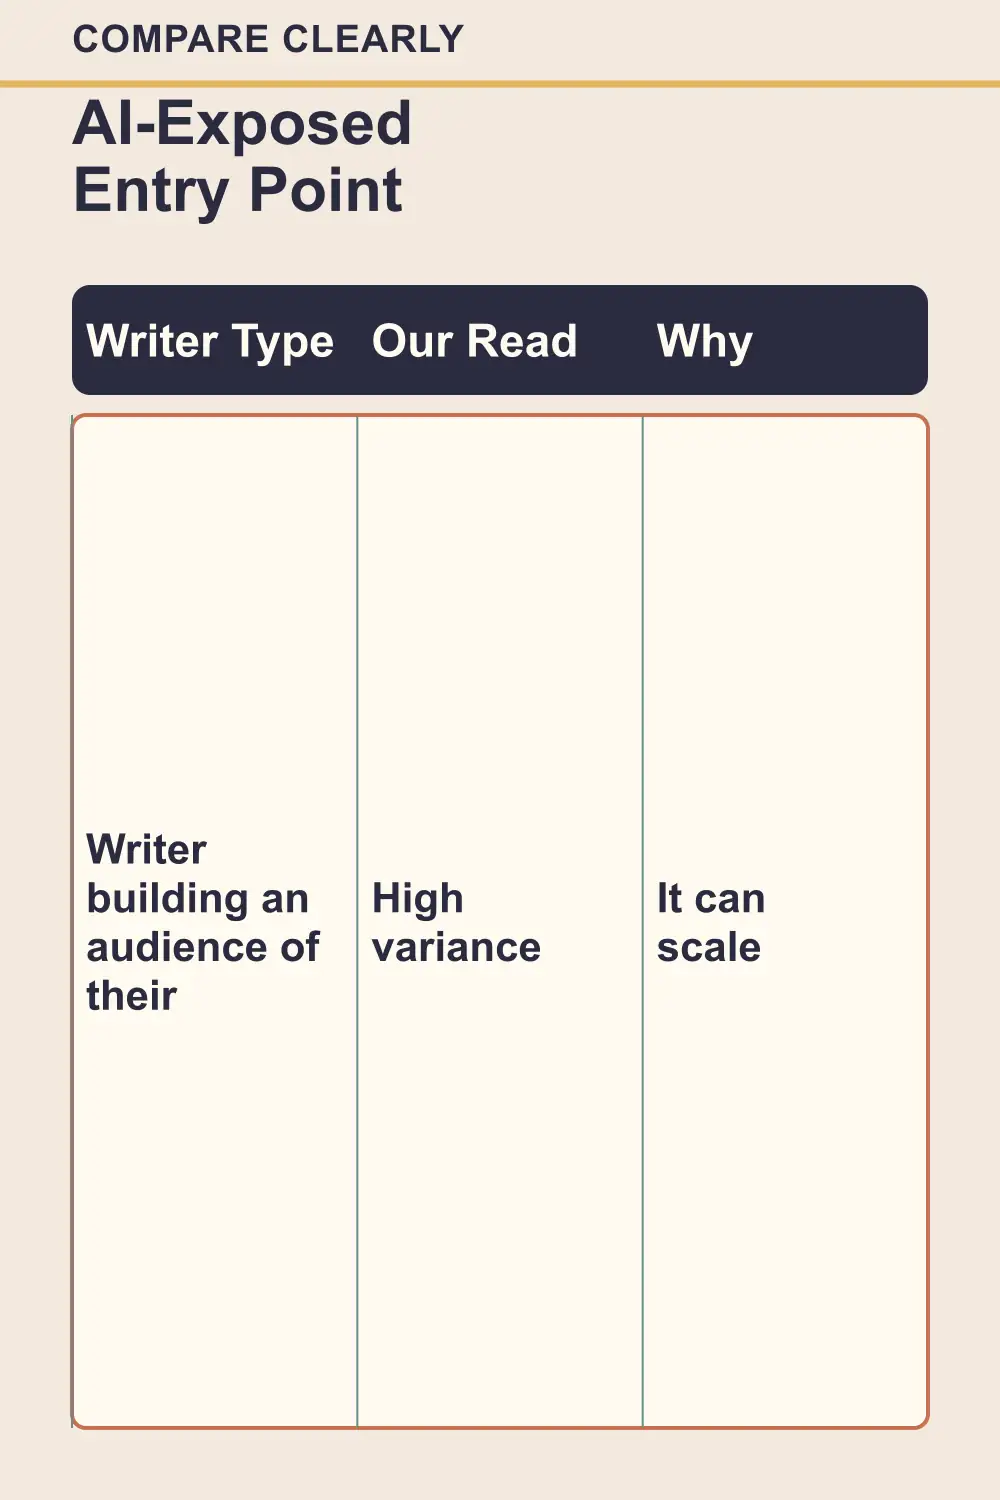 COMPARE CLEARLY
AI-Exposed
Entry Point
Writer Type Our Read Why
Writer
building an
audience of
their
High
variance
It can
scale